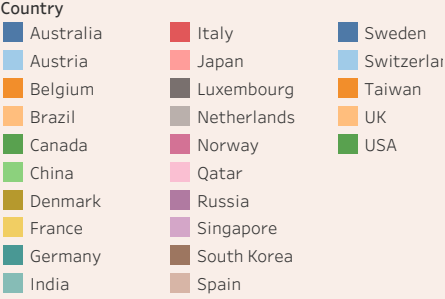 Country
Australia
Austria
Belgium
Brazil
Canada
China
Denmark
France
Germany
India
Italy
Japan
Luxembourg
Netherlands
Norway
Qatar
Russia
Singapore
South Korea
Spain
Sweden
Switzerlar
Taiwan
UK
USA